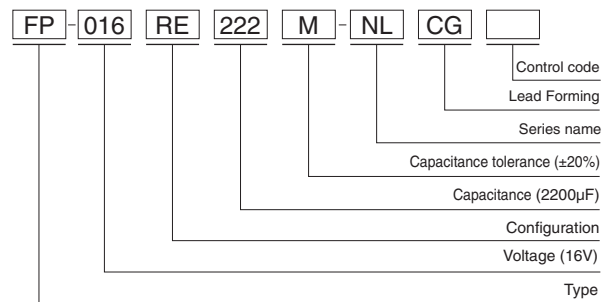 FP-016 RE 222 M-NL CG
Control code
Lead Forming
Series name
Capacitance tolerance (±20%)
Capacitance (2200µF)
Configuration
Voltage (16V)
Type